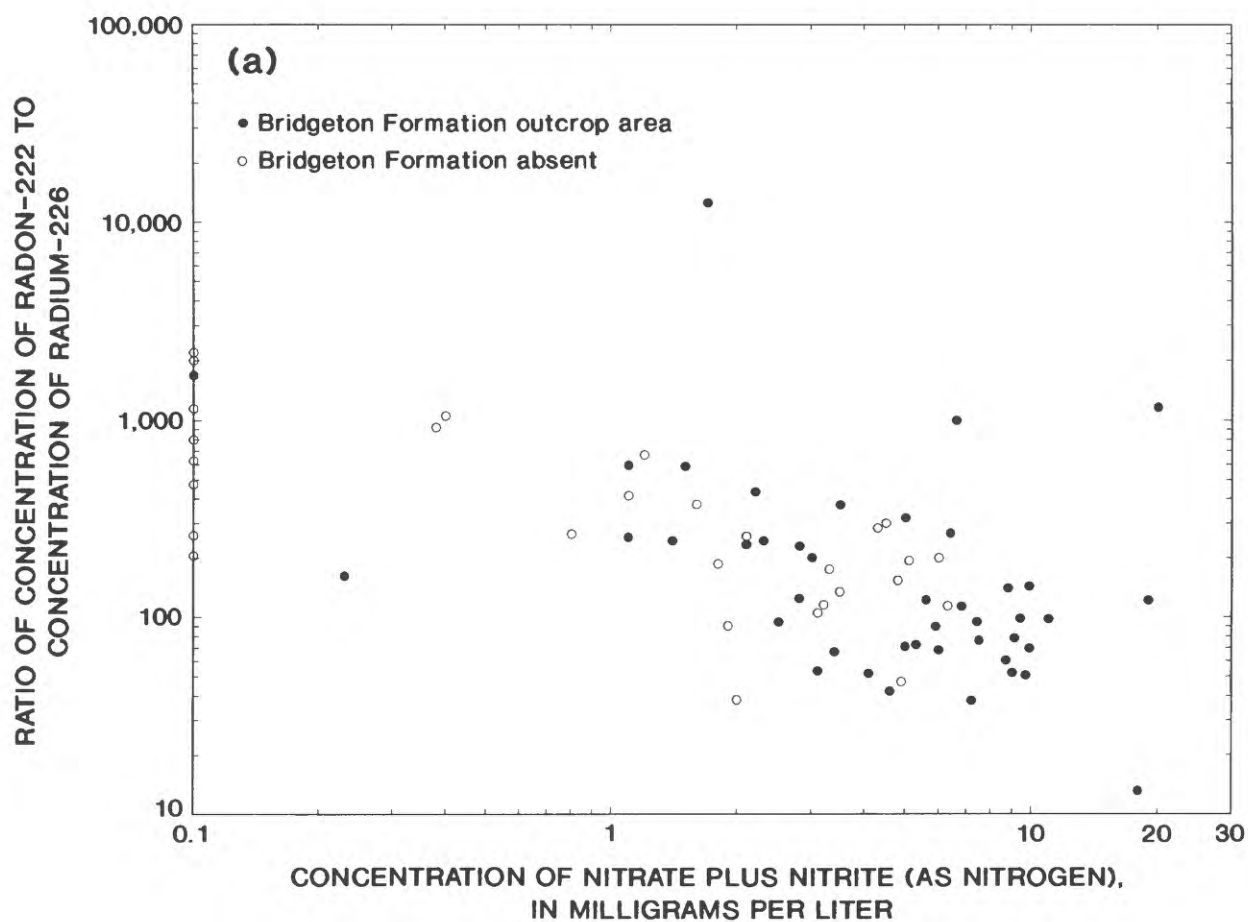 100,000
(a)
● Bridgeton Formation outcrop area
○ Bridgeton Formation absent
10,000
1,000
100
10
RATIO OF CONCENTRATION OF RADON-222 TO
CONCENTRATION OF RADIUM-226
0.1 1 10 20 30
CONCENTRATION OF NITRATE PLUS NITRITE (AS NITROGEN),
IN MILLIGRAMS PER LITER